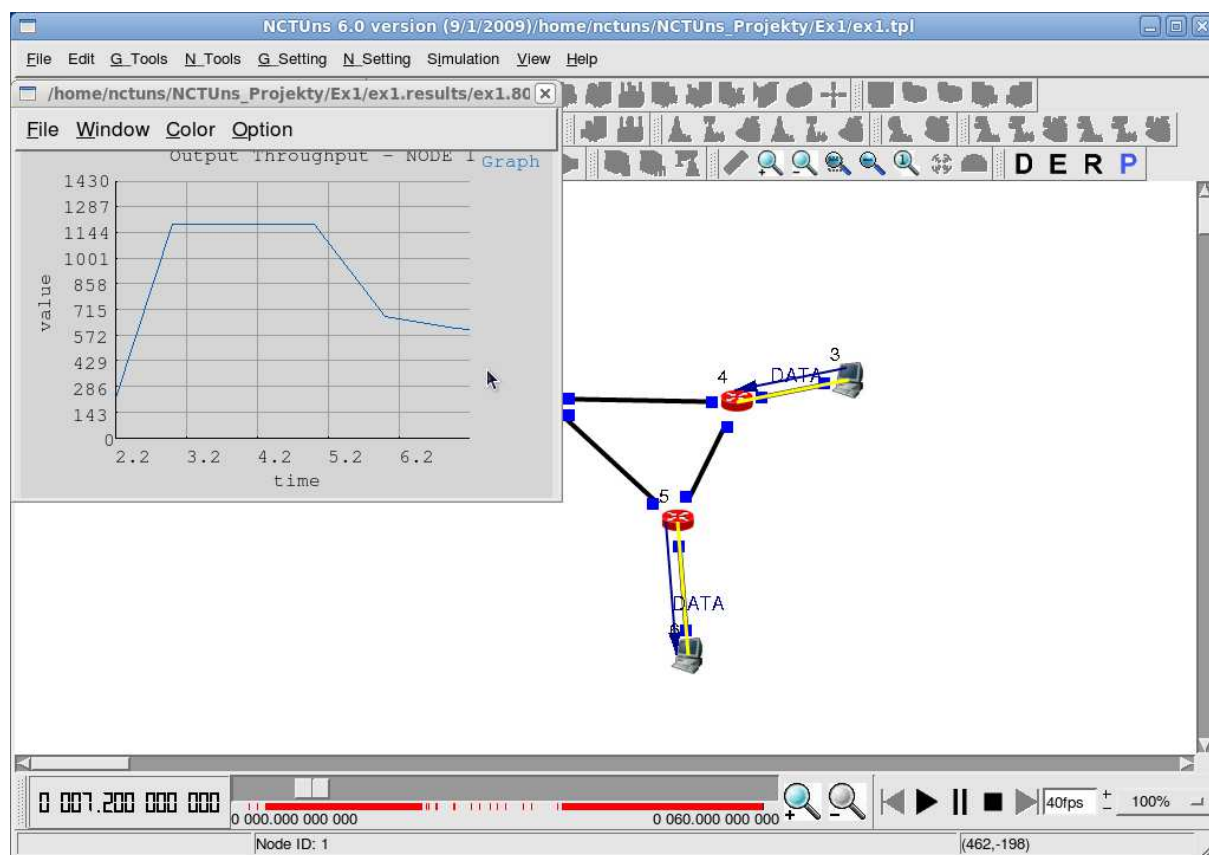 NCTUns 6.0 version (9/1/2009)/home/nctuns/NCTUns_Projekty/Ex1/ex1.tpl
File Edit G_Tools N_Tools G_Setting N_Setting Simulation View Help
/home/nctuns/NCTUns_Projekty/Ex1/ex1.results/ex1.80
File Window Color Option
Output Throughput - NODE 1
Graph
D E R P
1430
1287
1144
1001
858
715
572
429
286
143
0
value
2.2 3.2 4.2 5.2 6.2
time
3
4
DATA
5
DATA
6
0 007.200 000 000
0 000.000 000 000
0 060.000 000 000
40fps
100%
Node ID: 1
(462,-198)